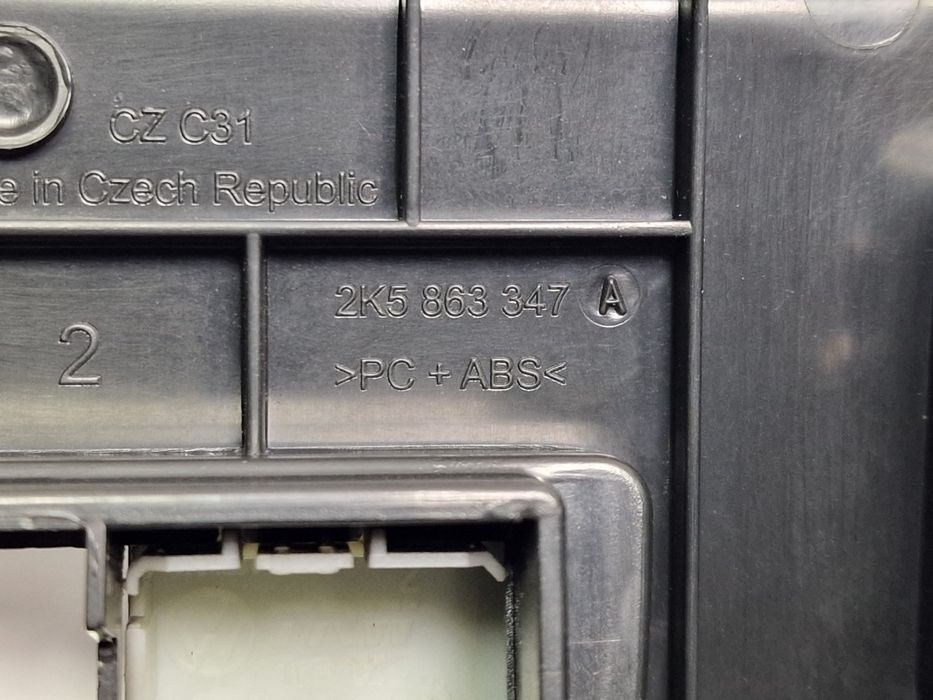 CZ C31
e in Czech Republic
2K5 863 347 A
2
>PC + ABS<